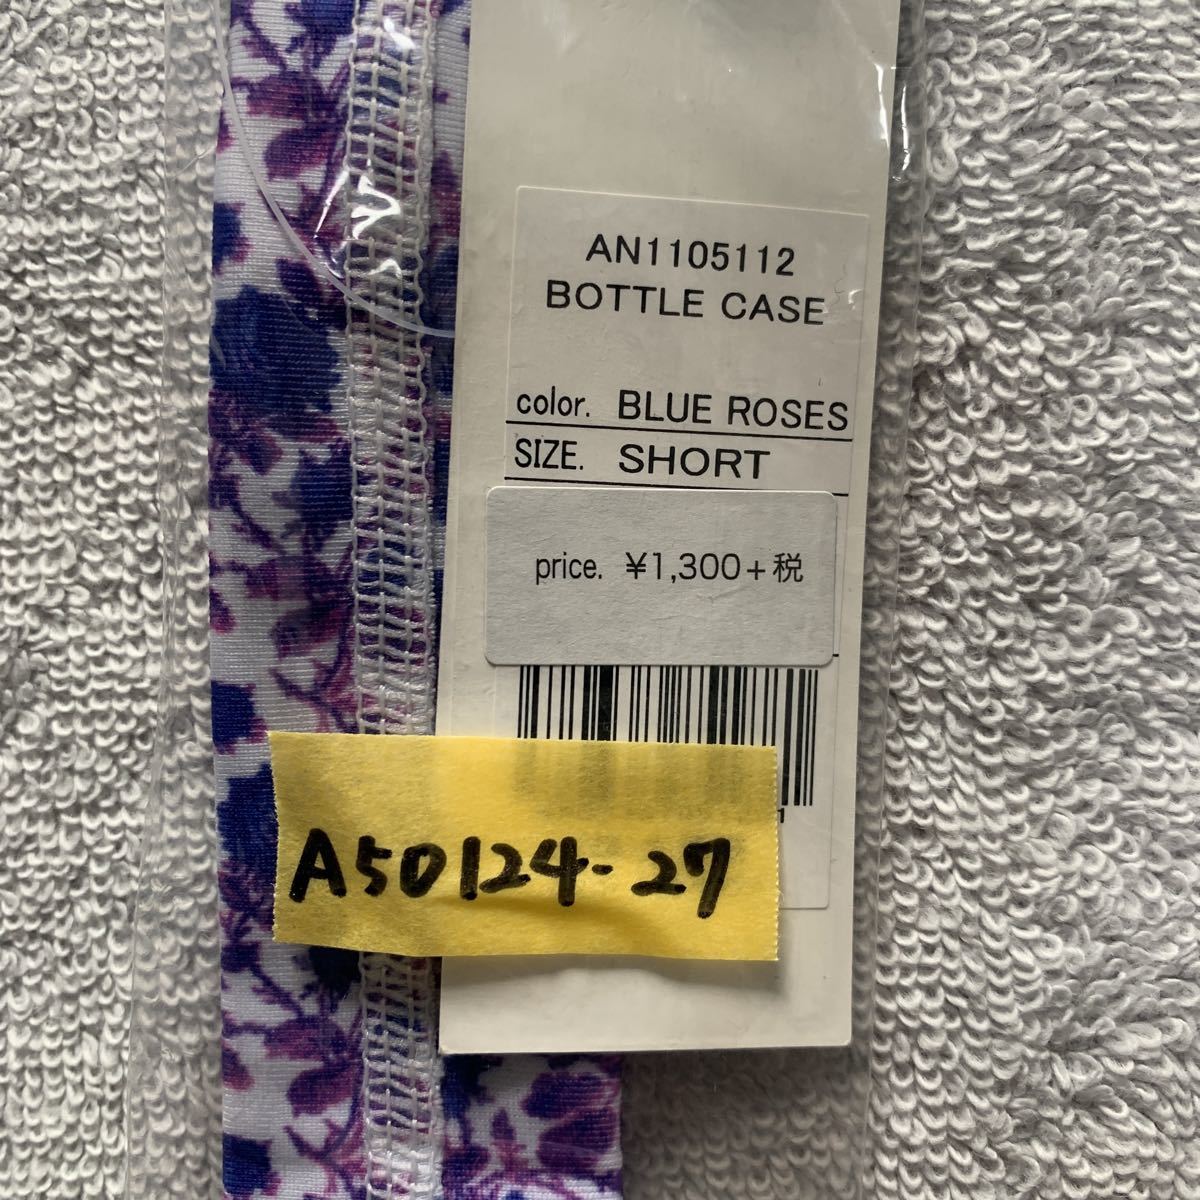 AN1105112
BOTTLE CASE
color. BLUE ROSES
SIZE. SHORT
price. ¥1,300+税
A50124-27